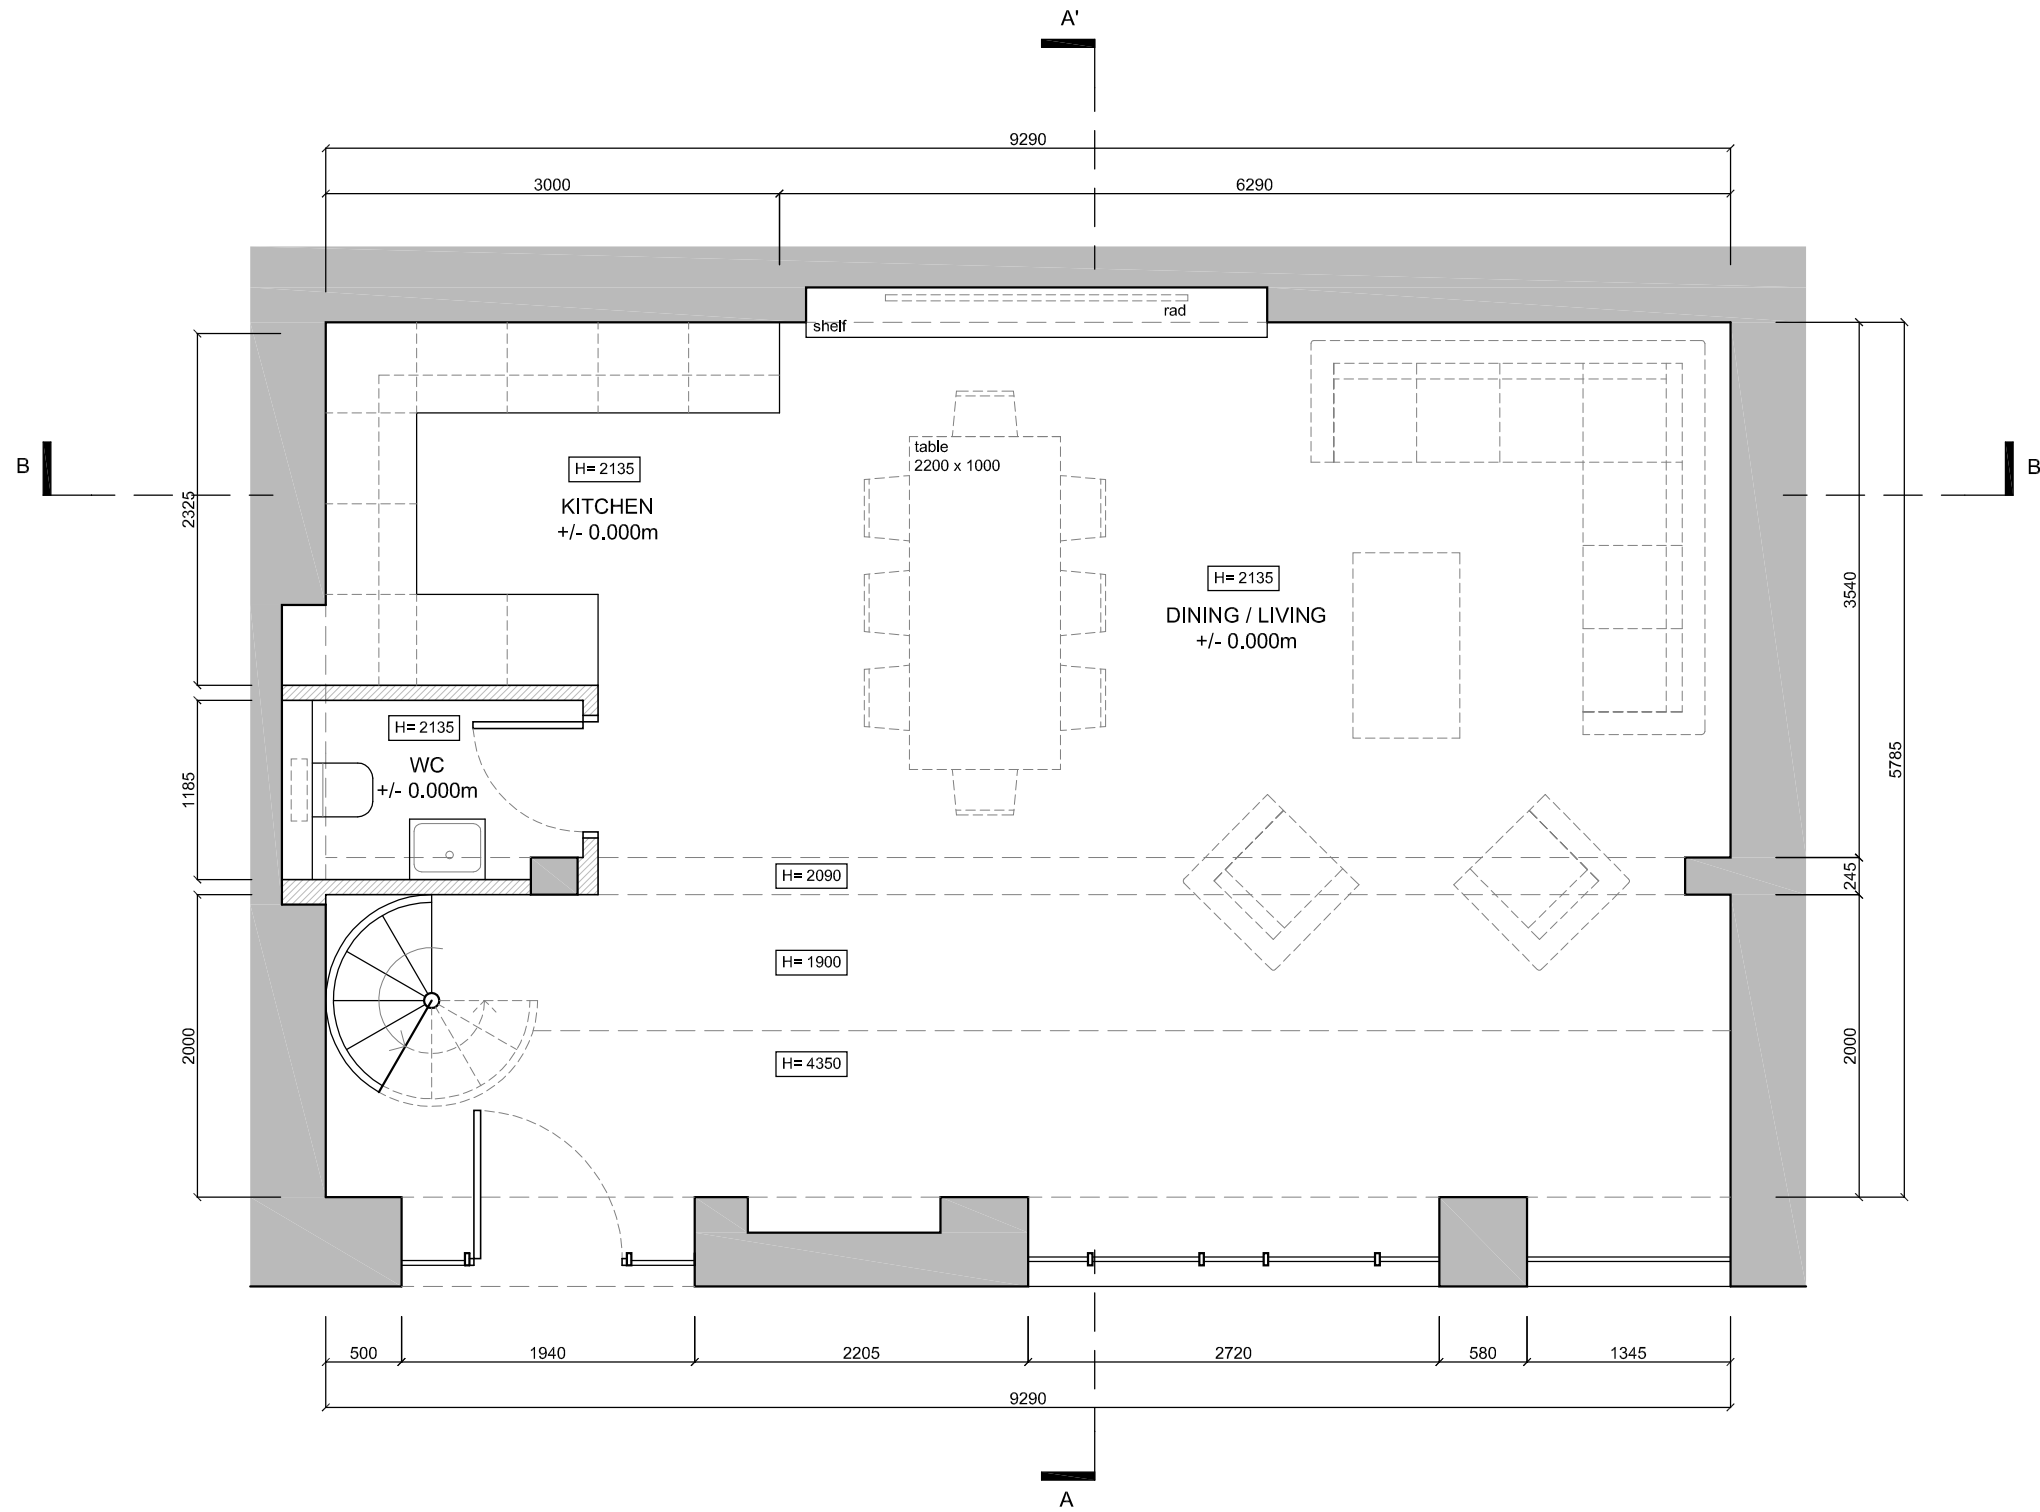 A'
9290
3000
6290
rad
shelf
table
2200 x 1000
H= 2135
KITCHEN
+/- 0.000m
B
B
2325
H= 2135
DINING / LIVING
+/- 0.000m
3540
5785
H= 2135
WC
+/- 0.000m
1185
H= 2090
245
H= 1900
2000
2000
H= 4350
500
1940
2205
2720
580
1345
9290
A